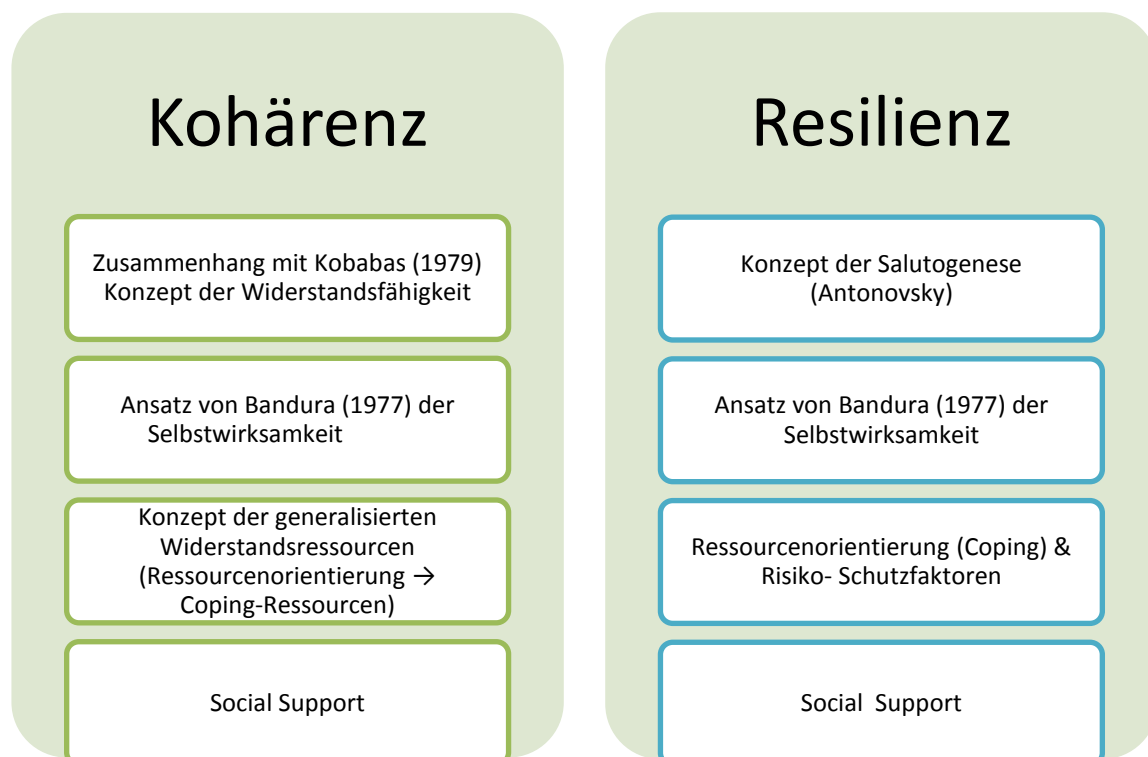 Kohärenz
Zusammenhang mit Kobabas (1979)
Konzept der Widerstandsfähigkeit
Ansatz von Bandura (1977) der
Selbstwirksamkeit
Konzept der generalisierten
Widerstandsressourcen
(Ressourcenorientierung →
Coping-Ressourcen)
Social Support
Resilienz
Konzept der Salutogenese
(Antonovsky)
Ansatz von Bandura (1977) der
Selbstwirksamkeit
Ressourcenorientierung (Coping) &
Risiko- Schutzfaktoren
Social Support